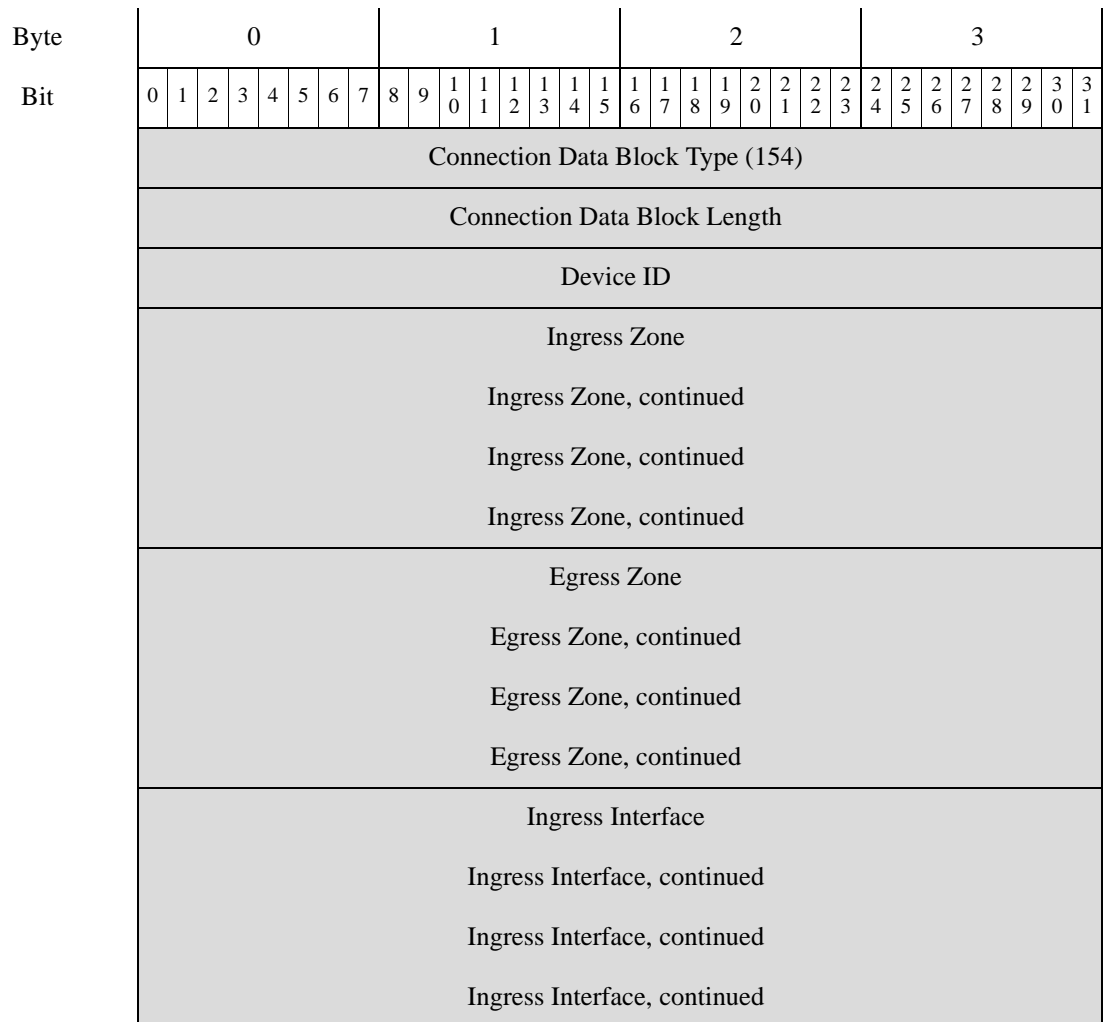 Byte 0 1 2 3
Bit 0 1 2 3 4 5 6 7 8 9 10 11 12 13 14 15 16 17 18 19 20 21 22 23 24 25 26 27 28 29 30 31
Connection Data Block Type (154)
Connection Data Block Length
Device ID
Ingress Zone
Ingress Zone, continued
Ingress Zone, continued
Ingress Zone, continued
Egress Zone
Egress Zone, continued
Egress Zone, continued
Egress Zone, continued
Ingress Interface
Ingress Interface, continued
Ingress Interface, continued
Ingress Interface, continued